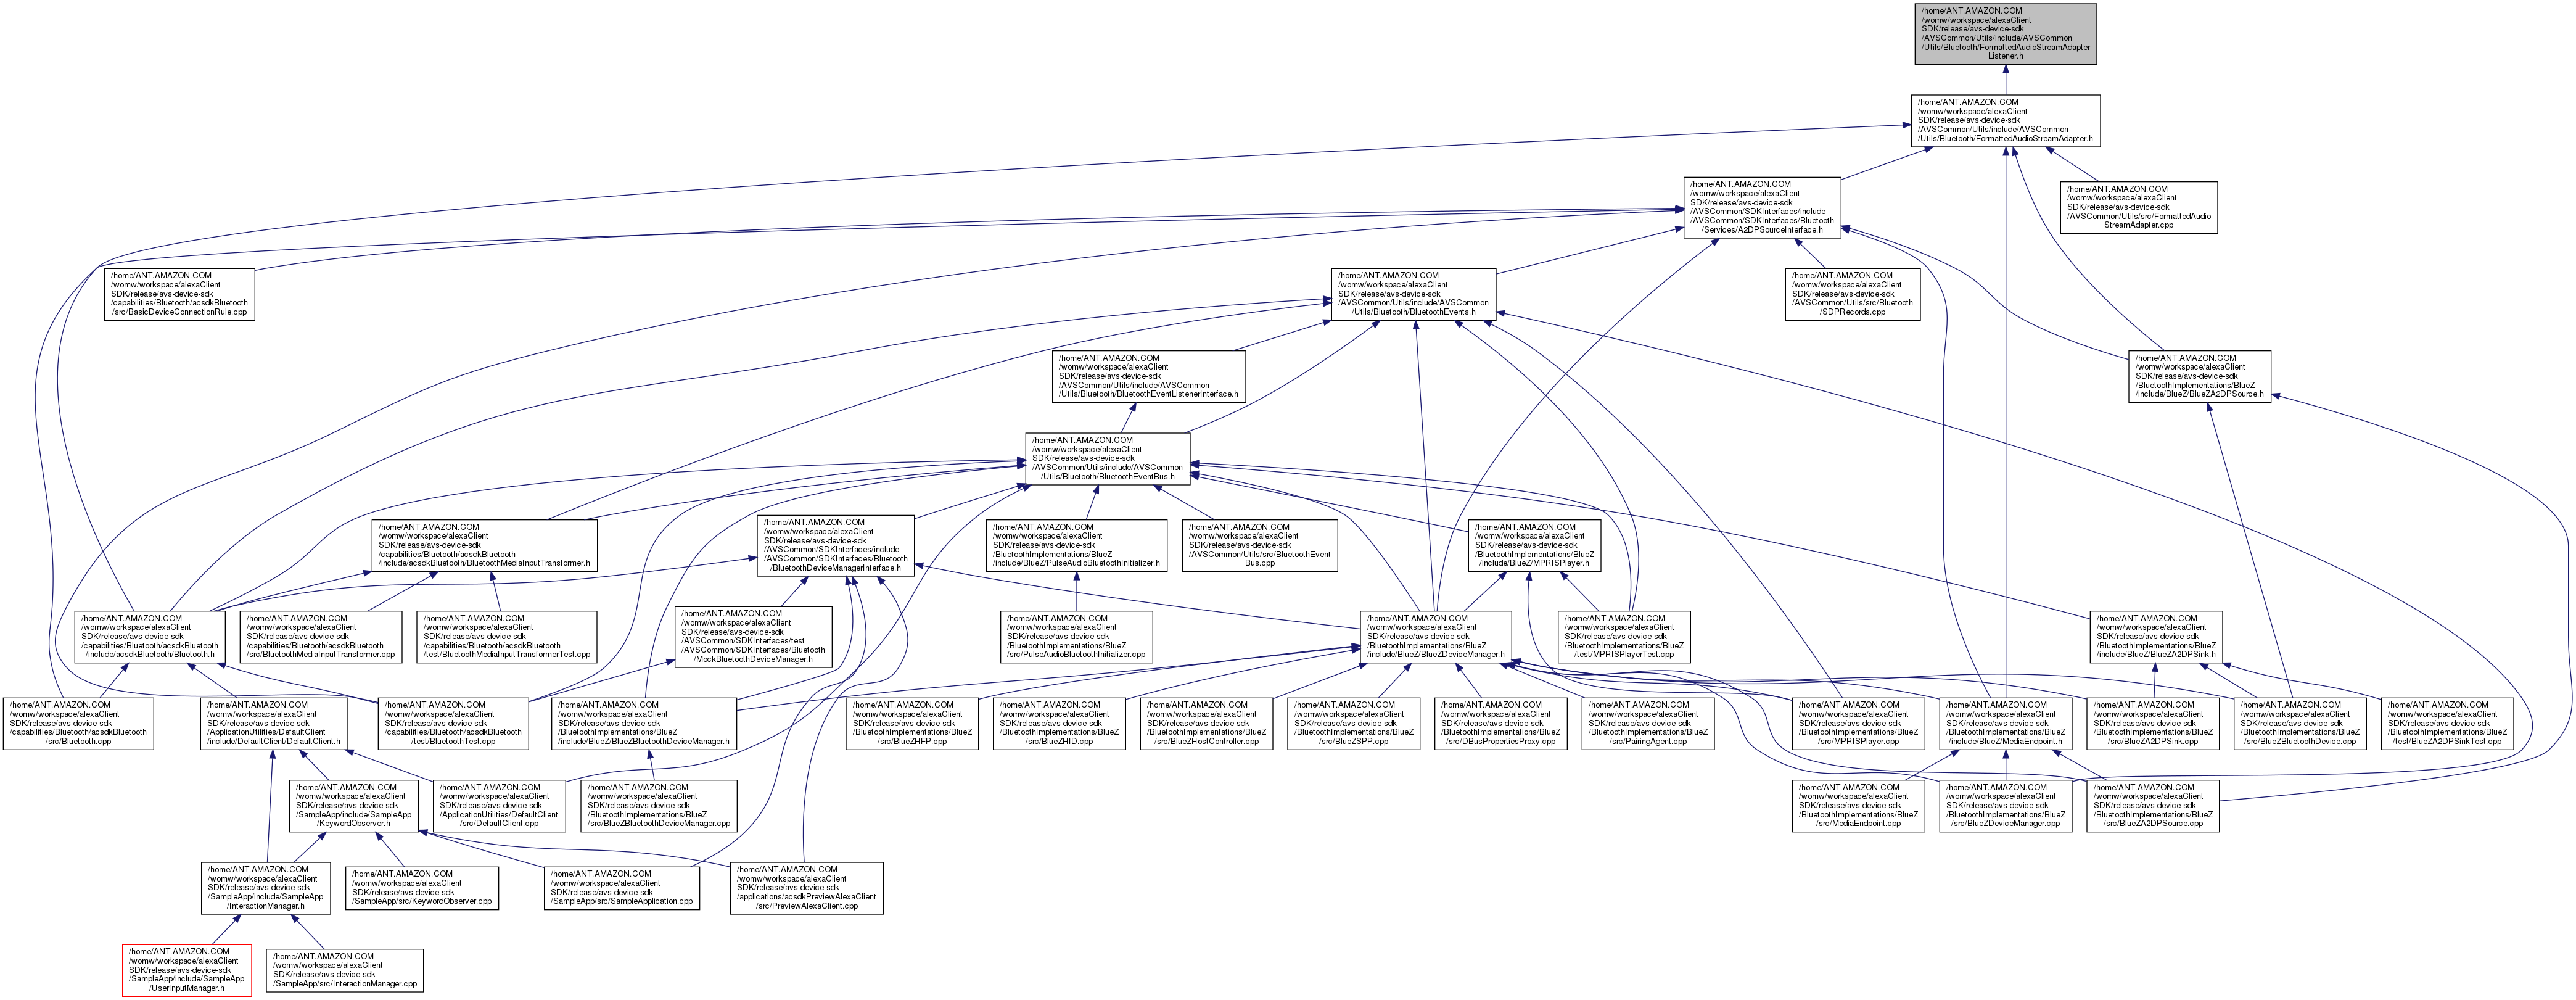 /home/ANT.AMAZON.COM
/womw/workspace/alexaClient
SDK/release/avs-device-sdk
/AVSCommon/Utils/include/AVSCommon
/Utils/Bluetooth/FormattedAudioStreamAdapter
Listener.h
/home/ANT.AMAZON.COM
/womw/workspace/alexaClient
SDK/release/avs-device-sdk
/AVSCommon/Utils/include/AVSCommon
/Utils/Bluetooth/FormattedAudioStreamAdapter.h
/home/ANT.AMAZON.COM
/womw/workspace/alexaClient
SDK/release/avs-device-sdk
/AVSCommon/SDKInterfaces/include
/AVSCommon/SDKInterfaces/Bluetooth
/Services/A2DPSourceInterface.h
/home/ANT.AMAZON.COM
/womw/workspace/alexaClient
SDK/release/avs-device-sdk
/AVSCommon/Utils/src/FormattedAudio
StreamAdapter.cpp
/home/ANT.AMAZON.COM
/womw/workspace/alexaClient
SDK/release/avs-device-sdk
/capabilities/Bluetooth/acsdkBluetooth
/src/BasicDeviceConnectionRule.cpp
/home/ANT.AMAZON.COM
/womw/workspace/alexaClient
SDK/release/avs-device-sdk
/AVSCommon/Utils/include/AVSCommon
/Utils/Bluetooth/BluetoothEvents.h
/home/ANT.AMAZON.COM
/womw/workspace/alexaClient
SDK/release/avs-device-sdk
/AVSCommon/Utils/src/Bluetooth
/SDPRecords.cpp
/home/ANT.AMAZON.COM
/womw/workspace/alexaClient
SDK/release/avs-device-sdk
/AVSCommon/Utils/include/AVSCommon
/Utils/Bluetooth/BluetoothEventListenerInterface.h
/home/ANT.AMAZON.COM
/womw/workspace/alexaClient
SDK/release/avs-device-sdk
/BluetoothImplementations/BlueZ
/include/BlueZ/BlueZA2DPSource.h
/home/ANT.AMAZON.COM
/womw/workspace/alexaClient
SDK/release/avs-device-sdk
/AVSCommon/Utils/include/AVSCommon
/Utils/Bluetooth/BluetoothEventBus.h
/home/ANT.AMAZON.COM
/womw/workspace/alexaClient
SDK/release/avs-device-sdk
/capabilities/Bluetooth/acsdkBluetooth
/include/acsdkBluetooth/BluetoothMediaInputTransformer.h
/home/ANT.AMAZON.COM
/womw/workspace/alexaClient
SDK/release/avs-device-sdk
/AVSCommon/SDKInterfaces/include
/AVSCommon/SDKInterfaces/Bluetooth
/BluetoothDeviceManagerInterface.h
/home/ANT.AMAZON.COM
/womw/workspace/alexaClient
SDK/release/avs-device-sdk
/BluetoothImplementations/BlueZ
/include/BlueZ/PulseAudioBluetoothInitializer.h
/home/ANT.AMAZON.COM
/womw/workspace/alexaClient
SDK/release/avs-device-sdk
/AVSCommon/Utils/src/BluetoothEvent
Bus.cpp
/home/ANT.AMAZON.COM
/womw/workspace/alexaClient
SDK/release/avs-device-sdk
/BluetoothImplementations/BlueZ
/include/BlueZ/MPRISPlayer.h
/home/ANT.AMAZON.COM
/womw/workspace/alexaClient
SDK/release/avs-device-sdk
/capabilities/Bluetooth/acsdkBluetooth
/include/acsdkBluetooth/Bluetooth.h
/home/ANT.AMAZON.COM
/womw/workspace/alexaClient
SDK/release/avs-device-sdk
/capabilities/Bluetooth/acsdkBluetooth
/src/BluetoothMediaInputTransformer.cpp
/home/ANT.AMAZON.COM
/womw/workspace/alexaClient
SDK/release/avs-device-sdk
/capabilities/Bluetooth/acsdkBluetooth
/test/BluetoothMediaInputTransformerTest.cpp
/home/ANT.AMAZON.COM
/womw/workspace/alexaClient
SDK/release/avs-device-sdk
/AVSCommon/SDKInterfaces/test
/AVSCommon/SDKInterfaces/Bluetooth
/MockBluetoothDeviceManager.h
/home/ANT.AMAZON.COM
/womw/workspace/alexaClient
SDK/release/avs-device-sdk
/BluetoothImplementations/BlueZ
/src/PulseAudioBluetoothInitializer.cpp
/home/ANT.AMAZON.COM
/womw/workspace/alexaClient
SDK/release/avs-device-sdk
/BluetoothImplementations/BlueZ
/include/BlueZ/BlueZDeviceManager.h
/home/ANT.AMAZON.COM
/womw/workspace/alexaClient
SDK/release/avs-device-sdk
/BluetoothImplementations/BlueZ
/test/MPRISPlayerTest.cpp
/home/ANT.AMAZON.COM
/womw/workspace/alexaClient
SDK/release/avs-device-sdk
/BluetoothImplementations/BlueZ
/include/BlueZ/BlueZA2DPSink.h
/home/ANT.AMAZON.COM
/womw/workspace/alexaClient
SDK/release/avs-device-sdk
/capabilities/Bluetooth/acsdkBluetooth
/src/Bluetooth.cpp
/home/ANT.AMAZON.COM
/womw/workspace/alexaClient
SDK/release/avs-device-sdk
/ApplicationUtilities/DefaultClient
/include/DefaultClient/DefaultClient.h
/home/ANT.AMAZON.COM
/womw/workspace/alexaClient
SDK/release/avs-device-sdk
/capabilities/Bluetooth/acsdkBluetooth
/test/BluetoothTest.cpp
/home/ANT.AMAZON.COM
/womw/workspace/alexaClient
SDK/release/avs-device-sdk
/BluetoothImplementations/BlueZ
/include/BlueZ/BlueZBluetoothDeviceManager.h
/home/ANT.AMAZON.COM
/womw/workspace/alexaClient
SDK/release/avs-device-sdk
/BluetoothImplementations/BlueZ
/src/BlueZHFP.cpp
/home/ANT.AMAZON.COM
/womw/workspace/alexaClient
SDK/release/avs-device-sdk
/BluetoothImplementations/BlueZ
/src/BlueZHID.cpp
/home/ANT.AMAZON.COM
/womw/workspace/alexaClient
SDK/release/avs-device-sdk
/BluetoothImplementations/BlueZ
/src/BlueZHostController.cpp
/home/ANT.AMAZON.COM
/womw/workspace/alexaClient
SDK/release/avs-device-sdk
/BluetoothImplementations/BlueZ
/src/BlueZSPP.cpp
/home/ANT.AMAZON.COM
/womw/workspace/alexaClient
SDK/release/avs-device-sdk
/BluetoothImplementations/BlueZ
/src/DBusPropertiesProxy.cpp
/home/ANT.AMAZON.COM
/womw/workspace/alexaClient
SDK/release/avs-device-sdk
/BluetoothImplementations/BlueZ
/src/PairingAgent.cpp
/home/ANT.AMAZON.COM
/womw/workspace/alexaClient
SDK/release/avs-device-sdk
/BluetoothImplementations/BlueZ
/src/MPRISPlayer.cpp
/home/ANT.AMAZON.COM
/womw/workspace/alexaClient
SDK/release/avs-device-sdk
/BluetoothImplementations/BlueZ
/include/BlueZ/MediaEndpoint.h
/home/ANT.AMAZON.COM
/womw/workspace/alexaClient
SDK/release/avs-device-sdk
/BluetoothImplementations/BlueZ
/src/BlueZA2DPSink.cpp
/home/ANT.AMAZON.COM
/womw/workspace/alexaClient
SDK/release/avs-device-sdk
/BluetoothImplementations/BlueZ
/src/BlueZBluetoothDevice.cpp
/home/ANT.AMAZON.COM
/womw/workspace/alexaClient
SDK/release/avs-device-sdk
/BluetoothImplementations/BlueZ
/test/BlueZA2DPSinkTest.cpp
/home/ANT.AMAZON.COM
/womw/workspace/alexaClient
SDK/release/avs-device-sdk
/SampleApp/include/SampleApp
/KeywordObserver.h
/home/ANT.AMAZON.COM
/womw/workspace/alexaClient
SDK/release/avs-device-sdk
/ApplicationUtilities/DefaultClient
/src/DefaultClient.cpp
/home/ANT.AMAZON.COM
/womw/workspace/alexaClient
SDK/release/avs-device-sdk
/BluetoothImplementations/BlueZ
/src/BlueZBluetoothDeviceManager.cpp
/home/ANT.AMAZON.COM
/womw/workspace/alexaClient
SDK/release/avs-device-sdk
/BluetoothImplementations/BlueZ
/src/MediaEndpoint.cpp
/home/ANT.AMAZON.COM
/womw/workspace/alexaClient
SDK/release/avs-device-sdk
/BluetoothImplementations/BlueZ
/src/BlueZDeviceManager.cpp
/home/ANT.AMAZON.COM
/womw/workspace/alexaClient
SDK/release/avs-device-sdk
/BluetoothImplementations/BlueZ
/src/BlueZA2DPSource.cpp
/home/ANT.AMAZON.COM
/womw/workspace/alexaClient
SDK/release/avs-device-sdk
/SampleApp/include/SampleApp
/InteractionManager.h
/home/ANT.AMAZON.COM
/womw/workspace/alexaClient
SDK/release/avs-device-sdk
/SampleApp/src/KeywordObserver.cpp
/home/ANT.AMAZON.COM
/womw/workspace/alexaClient
SDK/release/avs-device-sdk
/SampleApp/src/SampleApplication.cpp
/home/ANT.AMAZON.COM
/womw/workspace/alexaClient
SDK/release/avs-device-sdk
/applications/acsdkPreviewAlexaClient
/src/PreviewAlexaClient.cpp
/home/ANT.AMAZON.COM
/womw/workspace/alexaClient
SDK/release/avs-device-sdk
/SampleApp/include/SampleApp
/UserInputManager.h
/home/ANT.AMAZON.COM
/womw/workspace/alexaClient
SDK/release/avs-device-sdk
/SampleApp/src/InteractionManager.cpp